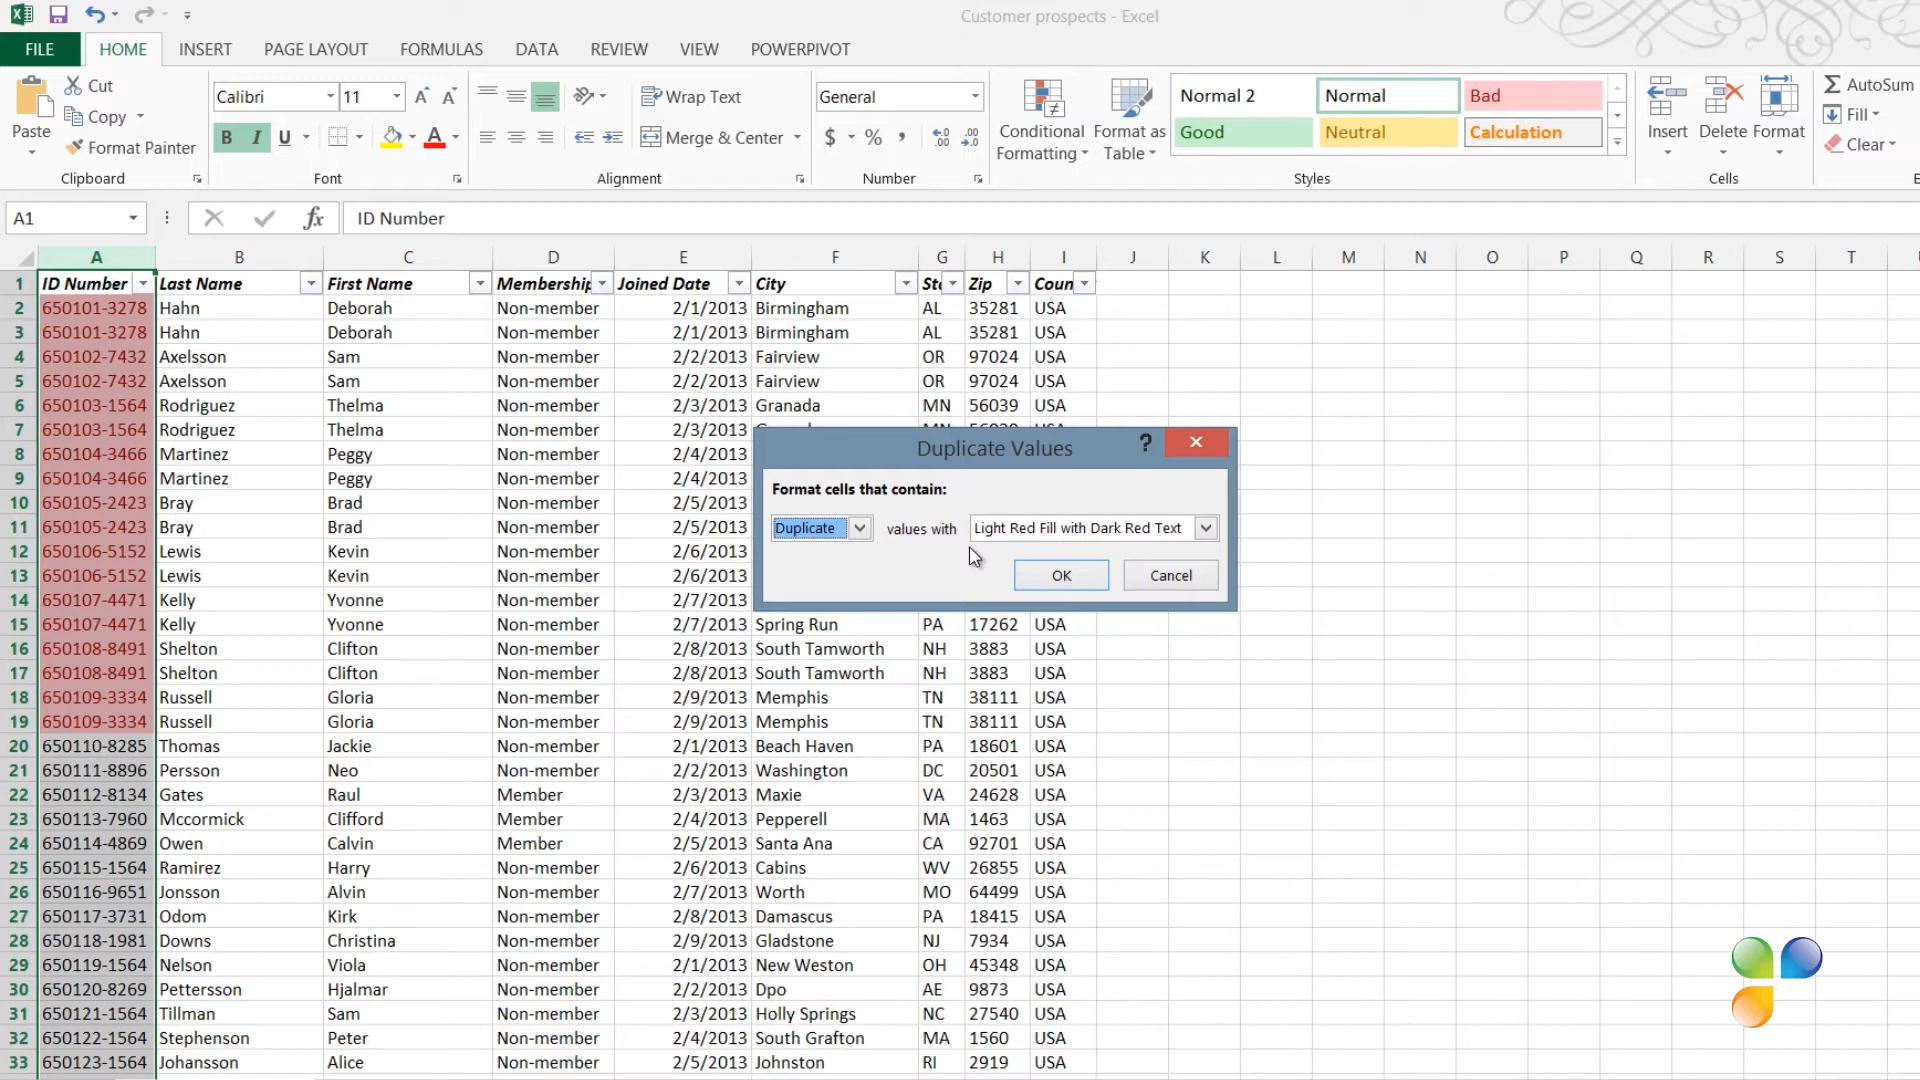 Customer prospects - Excel
FILE HOME INSERT PAGE LAYOUT FORMULAS DATA REVIEW VIEW POWERPIVOT
Paste Cut Copy Format Painter Clipboard
Calibri 11 B I U A Font
Wrap Text Merge & Center Alignment
General $ % , Number
Conditional Formatting Format as Table
Normal 2 Normal Bad
Good Neutral Calculation
Styles
Insert Delete Format Cells
AutoSum
Fill
Clear
A1 fx ID Number
A B C D E F G H I J K L M N O P Q R S T
1 ID Number Last Name First Name Membership Joined Date City Sta Zip Coun
2 650101-3278 Hahn Deborah Non-member 2/1/2013 Birmingham AL 35281 USA
3 650101-3278 Hahn Deborah Non-member 2/1/2013 Birmingham AL 35281 USA
4 650102-7432 Axelsson Sam Non-member 2/2/2013 Fairview OR 97024 USA
5 650102-7432 Axelsson Sam Non-member 2/2/2013 Fairview OR 97024 USA
6 650103-1564 Rodriguez Thelma Non-member 2/3/2013 Granada MN 56039 USA
7 650103-1564 Rodriguez Thelma Non-member 2/3/2013
8 650104-3466 Martinez Peggy Non-member 2/4/2013
9 650104-3466 Martinez Peggy Non-member 2/4/2013
10 650105-2423 Bray Brad Non-member 2/5/2013
11 650105-2423 Bray Brad Non-member 2/5/2013
12 650106-5152 Lewis Kevin Non-member 2/6/2013
13 650106-5152 Lewis Kevin Non-member 2/6/2013
14 650107-4471 Kelly Yvonne Non-member 2/7/2013
15 650107-4471 Kelly Yvonne Non-member 2/7/2013 Spring Run PA 17262 USA
16 650108-8491 Shelton Clifton Non-member 2/8/2013 South Tamworth NH 3883 USA
17 650108-8491 Shelton Clifton Non-member 2/8/2013 South Tamworth NH 3883 USA
18 650109-3334 Russell Gloria Non-member 2/9/2013 Memphis TN 38111 USA
19 650109-3334 Russell Gloria Non-member 2/9/2013 Memphis TN 38111 USA
20 650110-8285 Thomas Jackie Non-member 2/1/2013 Beach Haven PA 18601 USA
21 650111-8896 Persson Neo Non-member 2/2/2013 Washington DC 20501 USA
22 650112-8134 Gates Raul Member 2/3/2013 Maxie VA 24628 USA
23 650113-7960 Mccormick Clifford Member 2/4/2013 Pepperell MA 1463 USA
24 650114-4869 Owen Calvin Member 2/5/2013 Santa Ana CA 92701 USA
25 650115-1564 Ramirez Harry Non-member 2/6/2013 Cabins WV 26855 USA
26 650116-9651 Jonsson Alvin Non-member 2/7/2013 Worth MO 64499 USA
27 650117-3731 Odom Kirk Non-member 2/8/2013 Damascus PA 18415 USA
28 650118-1981 Downs Christina Non-member 2/9/2013 Gladstone NJ 7934 USA
29 650119-1564 Nelson Viola Non-member 2/1/2013 New Weston OH 45348 USA
30 650120-8269 Pettersson Hjalmar Non-member 2/2/2013 Dpo AE 9873 USA
31 650121-1564 Tillman Sam Non-member 2/3/2013 Holly Springs NC 27540 USA
32 650122-1564 Stephenson Peter Non-member 2/4/2013 South Grafton MA 1560 USA
33 650123-1564 Johansson Alice Non-member 2/5/2013 Johnston RI 2919 USA
Duplicate Values ?
Format cells that contain:
Duplicate values with Light Red Fill with Dark Red Text
OK Cancel